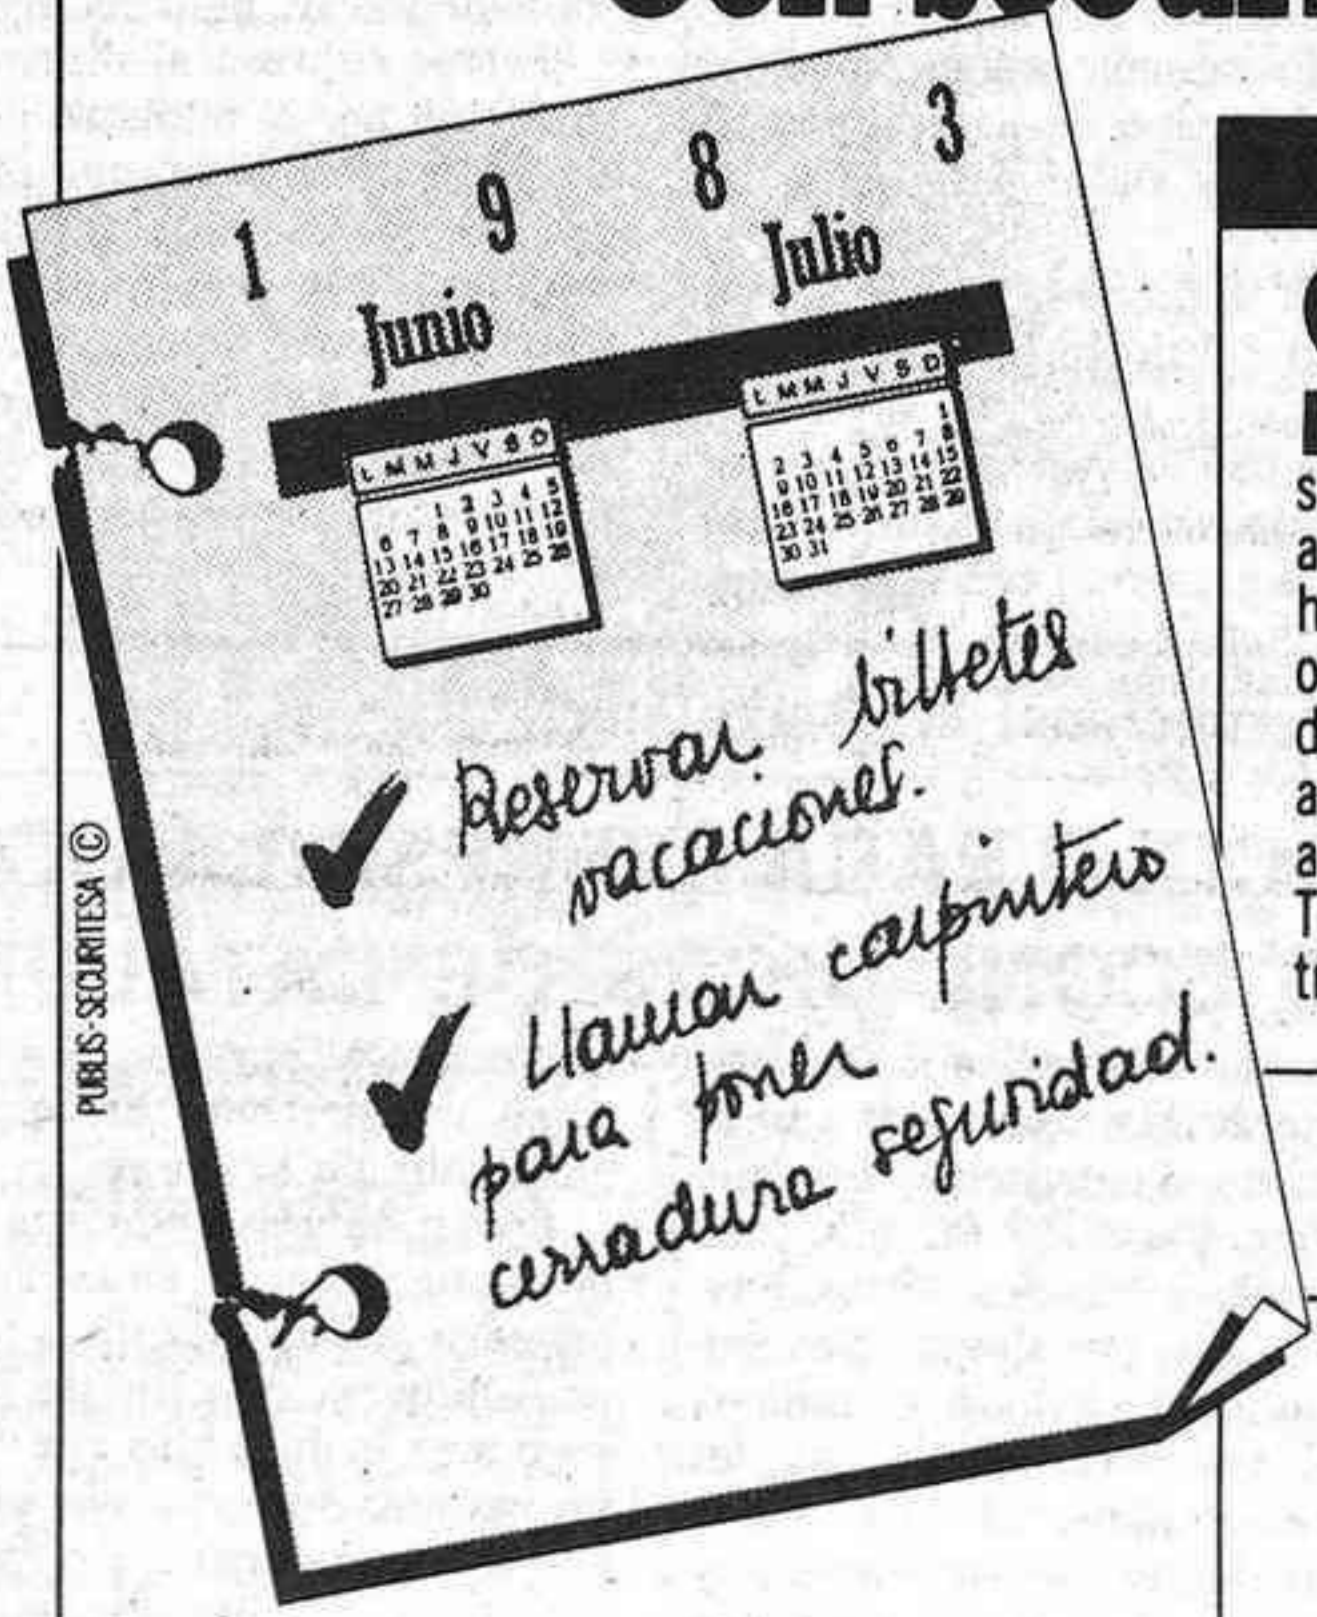 1 9 8 3
Junio Julio
L M M J V S D
1 2 3 4 5
6 7 8 9 10 11 12
13 14 15 16 17 18 19
20 21 22 23 24 25 26
27 28 29 30
L M M J V S D
1
2 3 4 5 6 7 8
9 10 11 12 13 14 15
16 17 18 19 20 21 22
23 24 25 26 27 28 29
30 31
Reservar billetes
vacaciones.
Llamar carpintero
para poner
cerradura seguridad.
PUBLIS-SECURITESA ©